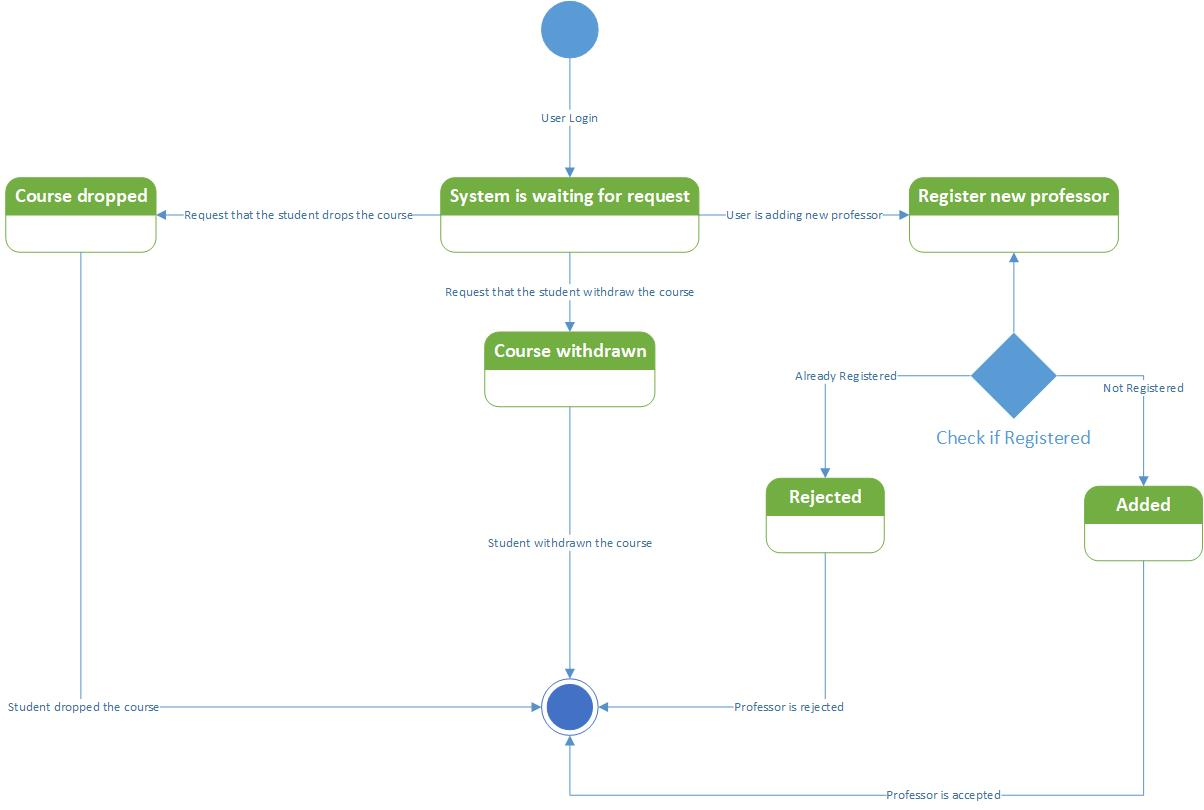 User Login
Course dropped
System is waiting for request
Register new professor
Request that the student drops the course
User is adding new professor
Request that the student withdraw the course
Course withdrawn
Already Registered
Not Registered
Check if Registered
Rejected
Added
Student withdrawn the course
Student dropped the course
Professor is rejected
Professor is accepted